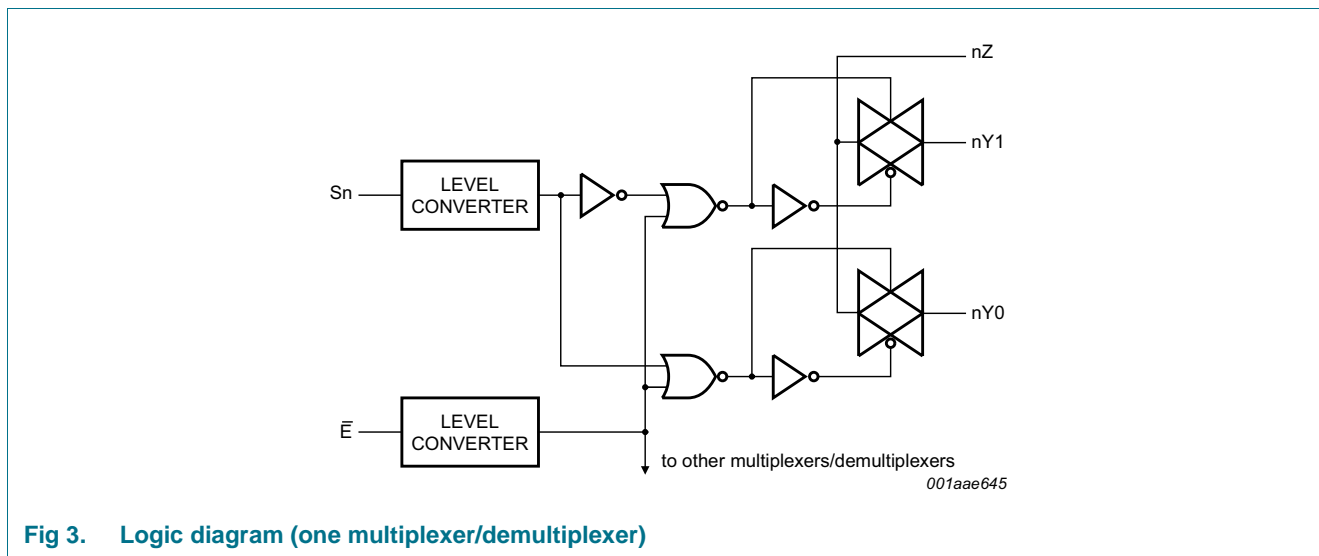 nZ
nY1
Sn
LEVEL
CONVERTER
nY0
E̅
LEVEL
CONVERTER
to other multiplexers/demultiplexers
001aae645
Fig 3. Logic diagram (one multiplexer/demultiplexer)